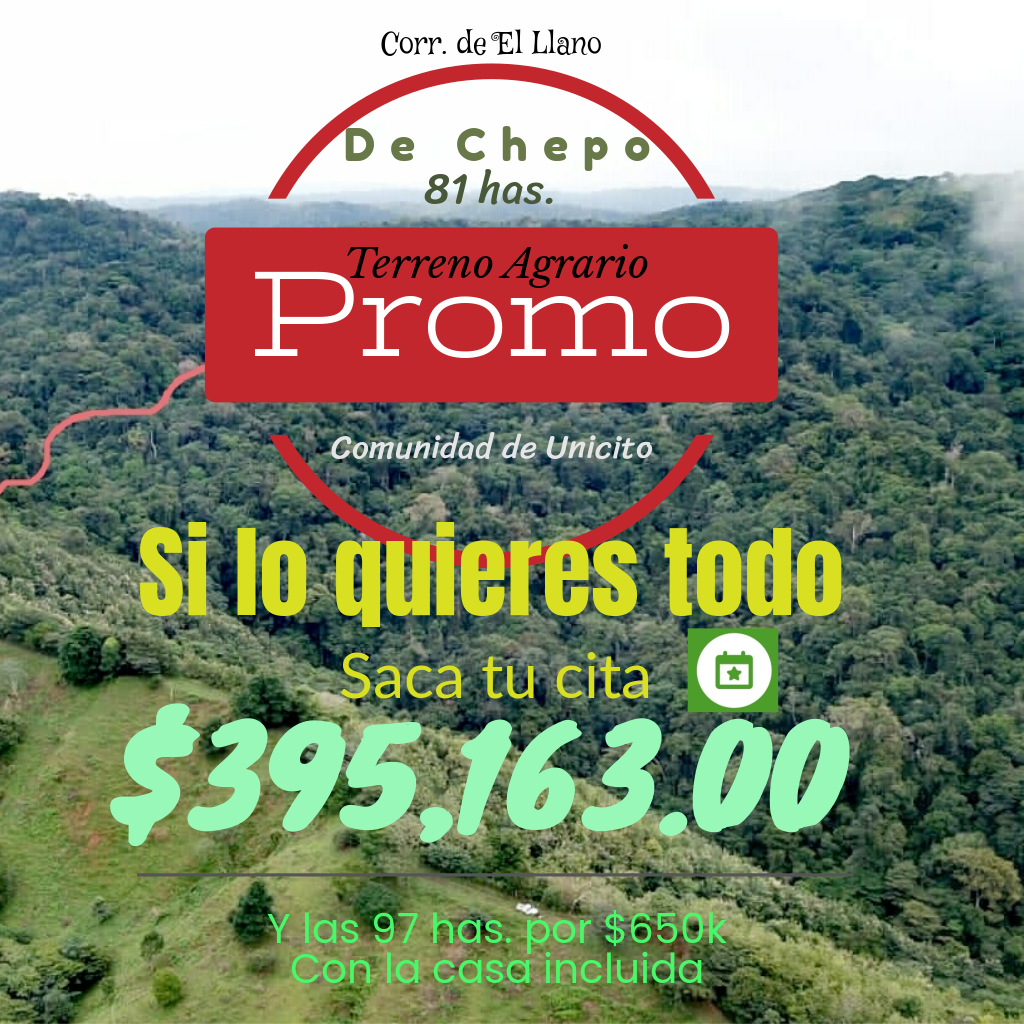 Corr. de El Llano
De Chepo
81 has.
Terreno Agrario
Promo
Comunidad de Unicito
Si lo quieres todo
Saca tu cita
$395,163.00
Y las 97 has. por $650k
Con la casa incluida